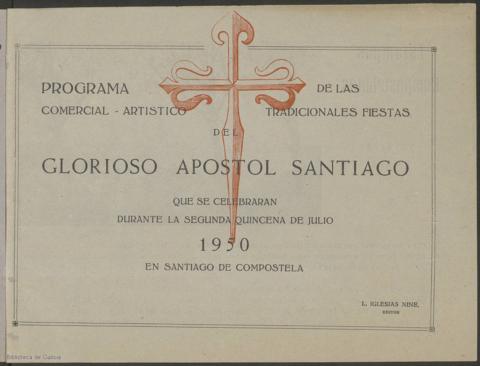 PROGRAMA DE LAS
COMERCIAL - ARTISTICO TRADICIONALES FIESTAS
DEL
GLORIOSO APOSTOL SANTIAGO
QUE SE CELEBRARAN
DURANTE LA SEGUNDA QUINCENA DE JULIO
1950
EN SANTIAGO DE COMPOSTELA
L. IGLESIAS NINE,
EDITOR
Biblioteca de Galicia